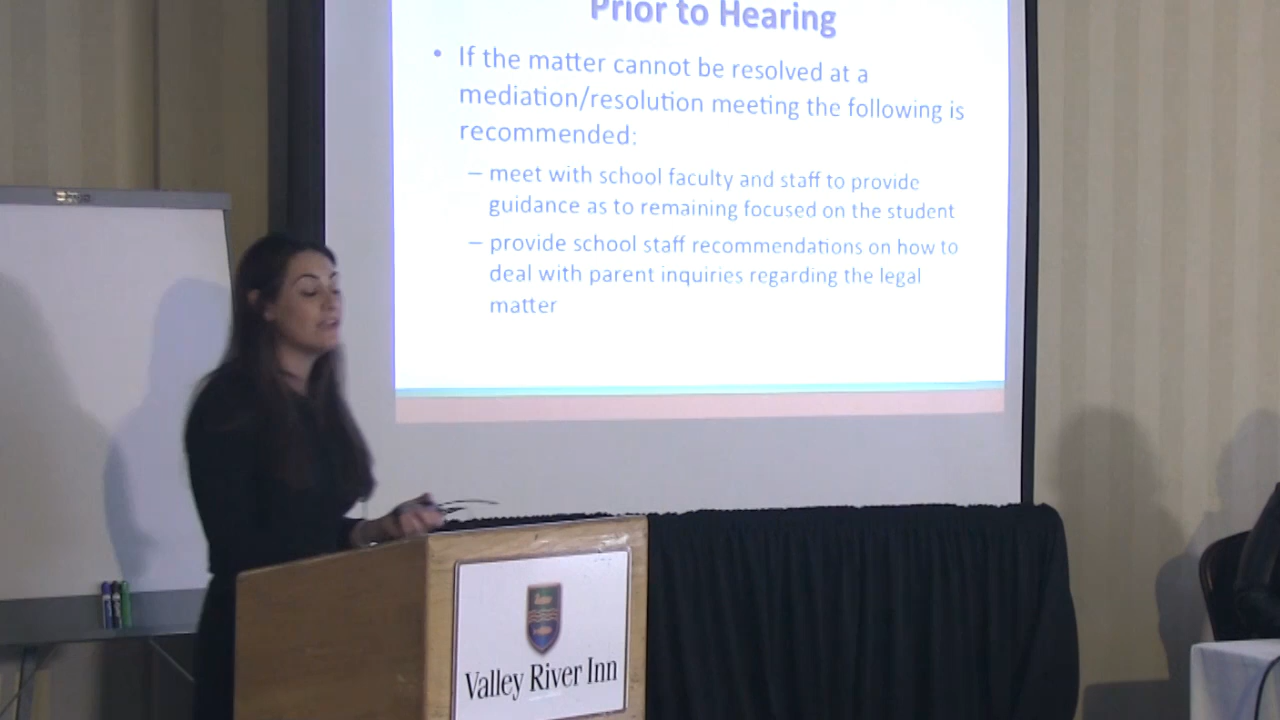 Prior to Hearing
• If the matter cannot be resolved at a
mediation/resolution meeting the following is
recommended:
– meet with school faculty and staff to provide
guidance as to remaining focused on the student
– provide school staff recommendations on how to
deal with parent inquiries regarding the legal
matter
Valley River Inn